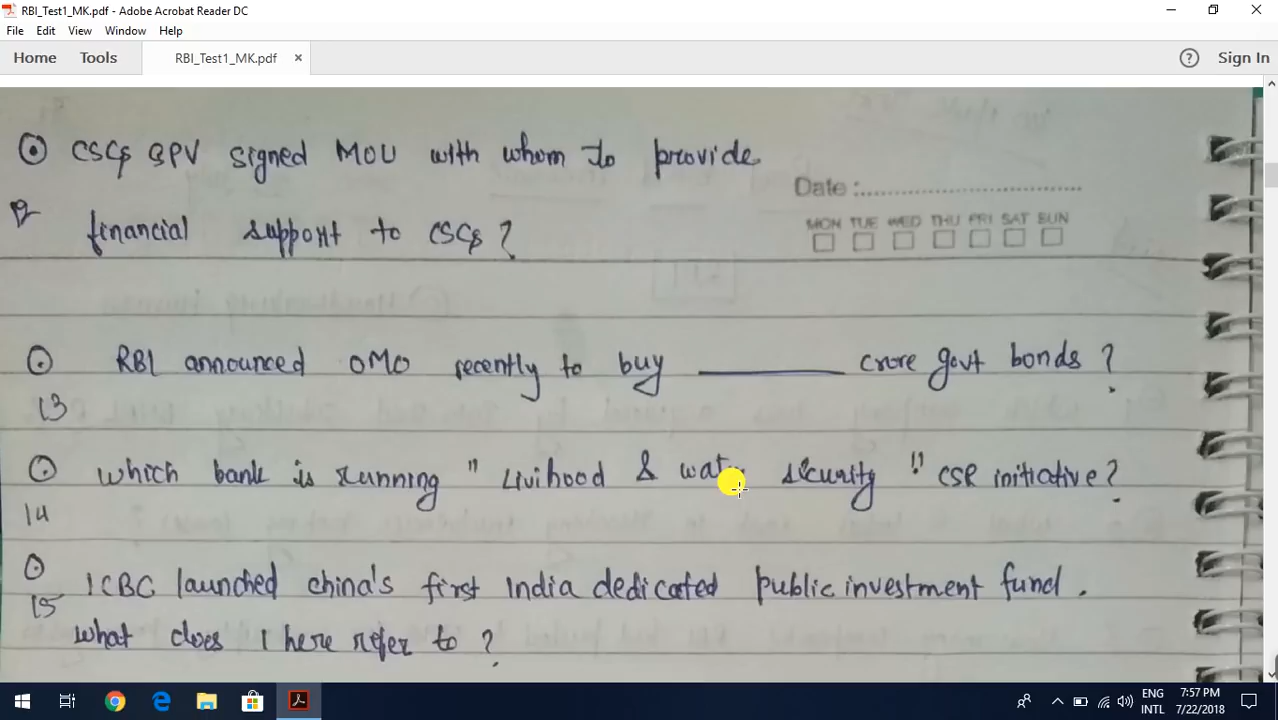 RBI_Test1_MK.pdf - Adobe Acrobat Reader DC
File Edit View Window Help
Home Tools RBI_Test1_MK.pdf × ? Sign In
CSCs SPV signed MOU with whom to provide
Date :
MON TUE WED THU FRI SAT SUN
12
financial support to CSCs ?
RBI announced OMO recently to buy ________ crore govt bonds ?
13
Which bank is running " Livihood & wat security " CSR initiative ?
14
ICBC launched china's first India dedicated public investment fund .
15
What does I here refer to ?
ENG
INTL
7:57 PM
7/22/2018